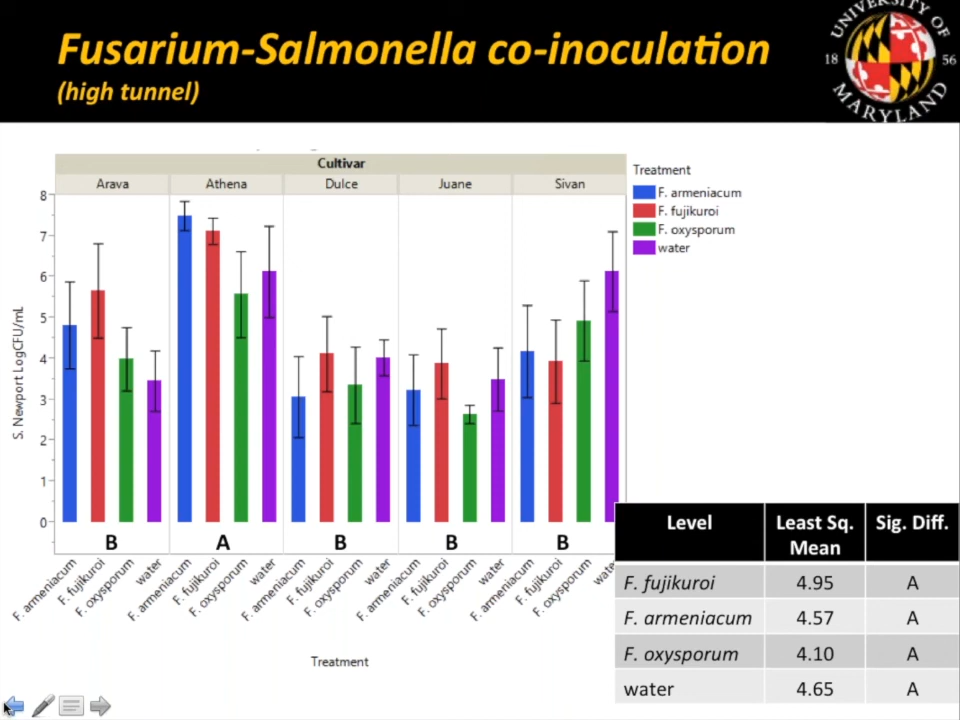 Fusarium-Salmonella co-inoculation
(high tunnel)
UNIVERSITY OF
18 56
MARYLAND
Cultivar
Arava Athena Dulce Juane Sivan
Treatment
F. armeniacum
F. fujikuroi
F. oxysporum
water
S. Newport LogCFU/mL
8
7
6
5
4
3
2
1
0
B A B B B
F. armeniacum F. fujikuroi F. oxysporum water F. armeniacum F. fujikuroi F. oxysporum water F. armeniacum F. fujikuroi F. oxysporum water F. armeniacum F. fujikuroi F. oxysporum water F. armeniacum F. fujikuroi F. oxysporum
Treatment
Level Least Sq. Mean Sig. Diff.
F. fujikuroi 4.95 A
F. armeniacum 4.57 A
F. oxysporum 4.10 A
water 4.65 A